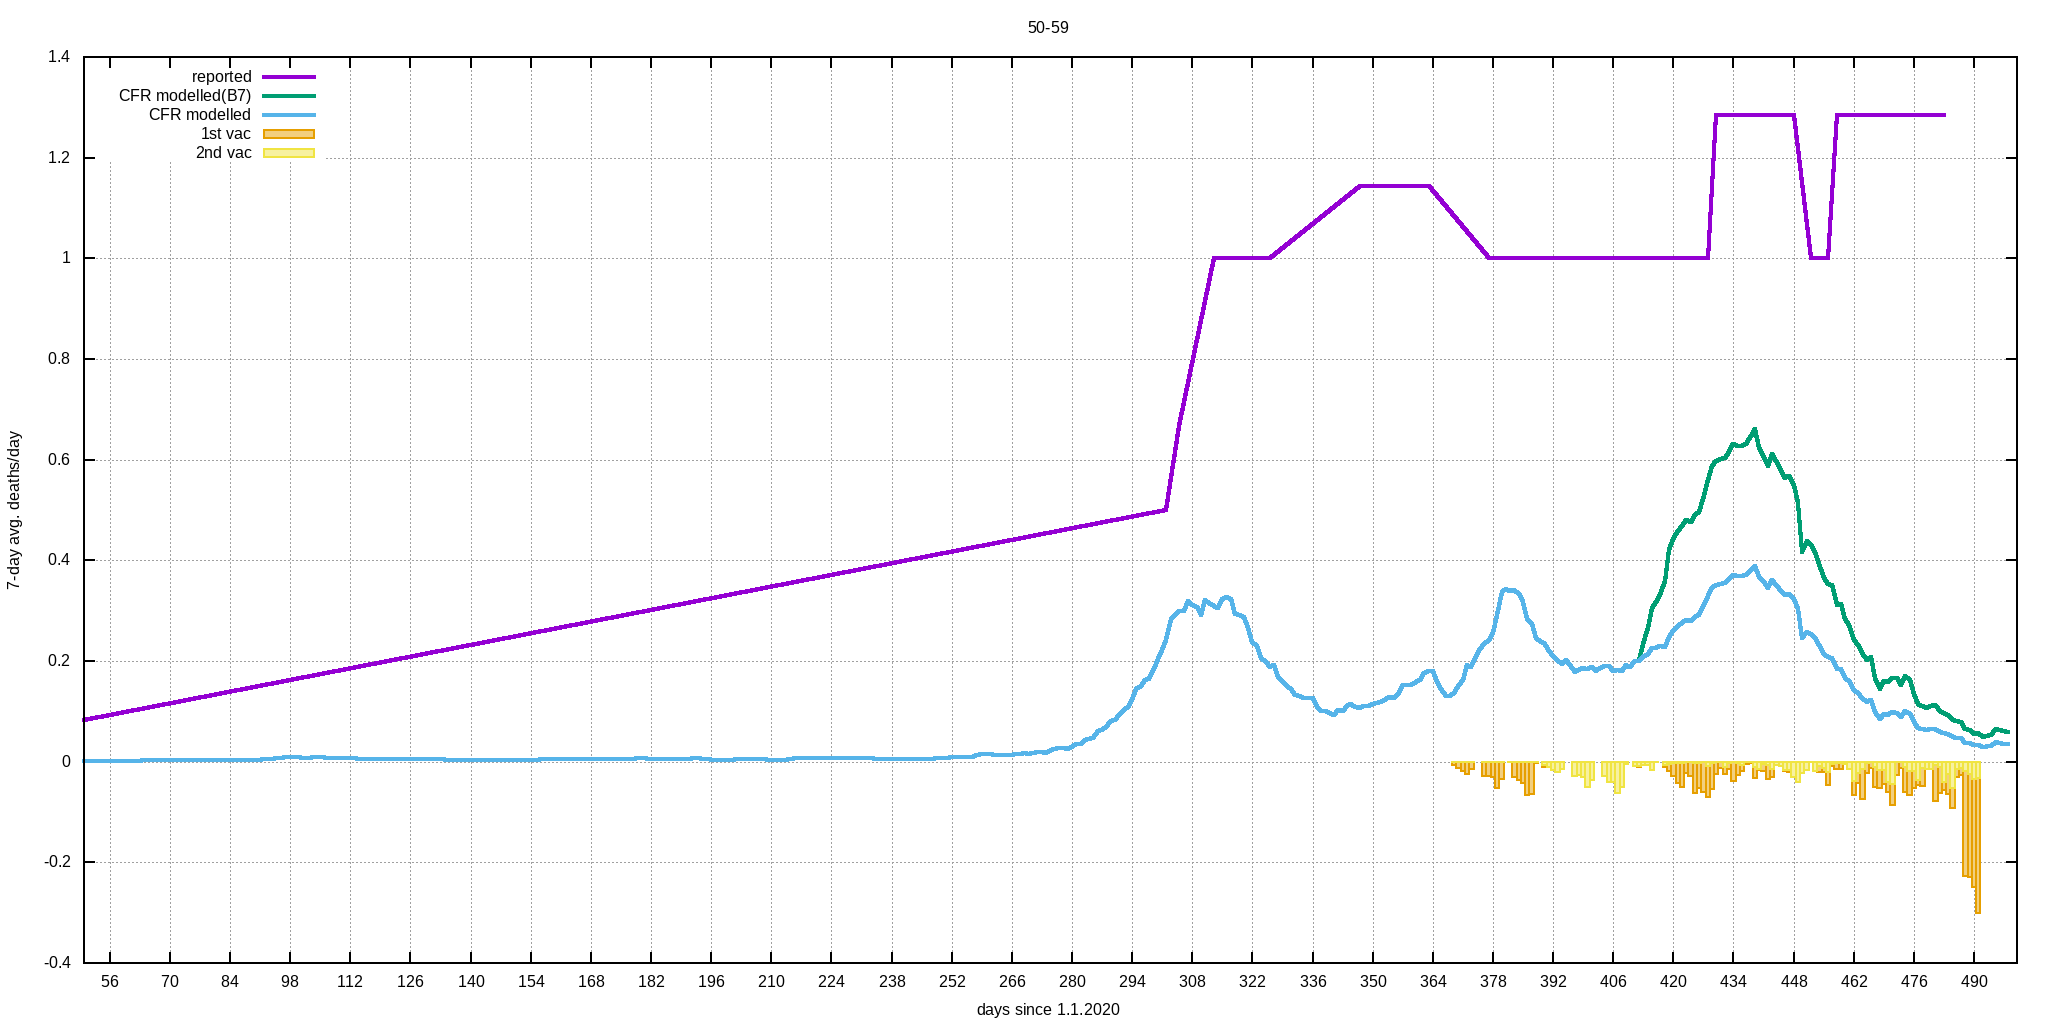 50-59
1.4
1.2
1
0.8
0.6
0.4
0.2
0
-0.2
-0.4
7-day avg. deaths/day
reported
CFR modelled(B7)
CFR modelled
1st vac
2nd vac
56 70 84 98 112 126 140 154 168 182 196 210 224 238 252 266 280 294 308 322 336 350 364 378 392 406 420 434 448 462 476 490
days since 1.1.2020